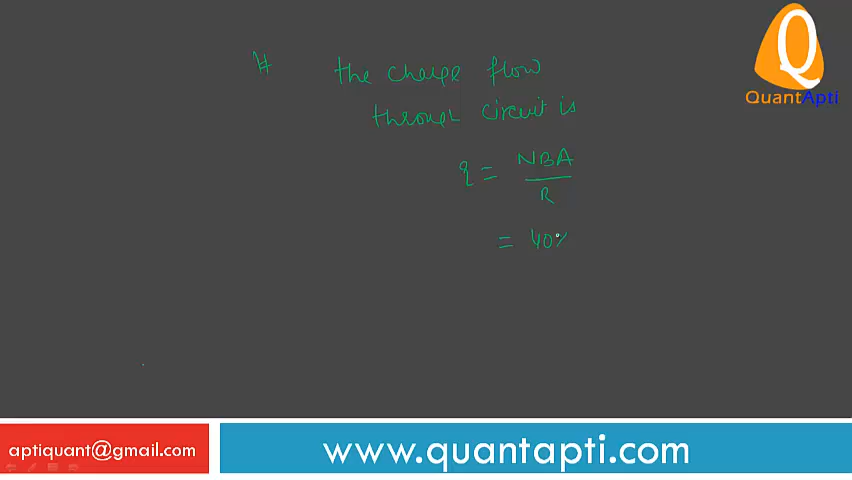 # the charge flow
QuantApti
through circuit is
q = NBA
R
= 40×
aptiquant@gmail.com
www.quantapti.com